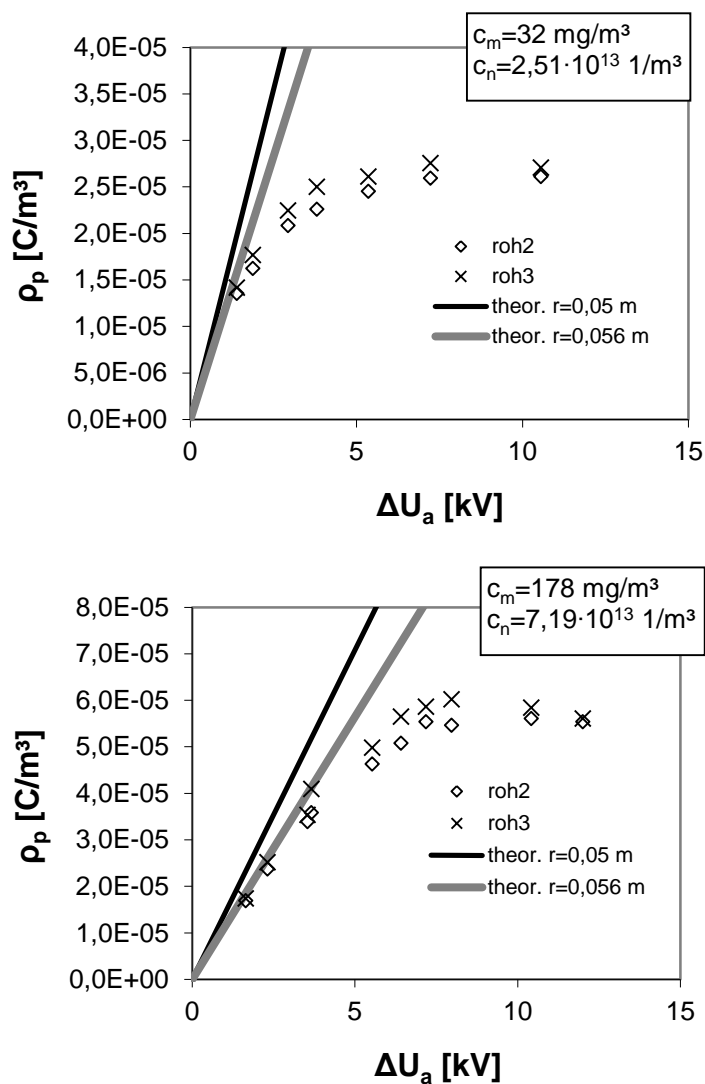 c_m=32 mg/m³
c_n=2,51·10¹³ 1/m³
4,0E-05
3,5E-05
3,0E-05
2,5E-05
2,0E-05
1,5E-05
1,0E-05
5,0E-06
0,0E+00
ρ_p [C/m³]
roh2
roh3
theor. r=0,05 m
theor. r=0,056 m
0 5 10 15
ΔU_a [kV]
c_m=178 mg/m³
c_n=7,19·10¹³ 1/m³
8,0E-05
7,0E-05
6,0E-05
5,0E-05
4,0E-05
3,0E-05
2,0E-05
1,0E-05
0,0E+00
ρ_p [C/m³]
roh2
roh3
theor. r=0,05 m
theor. r=0,056 m
0 5 10 15
ΔU_a [kV]